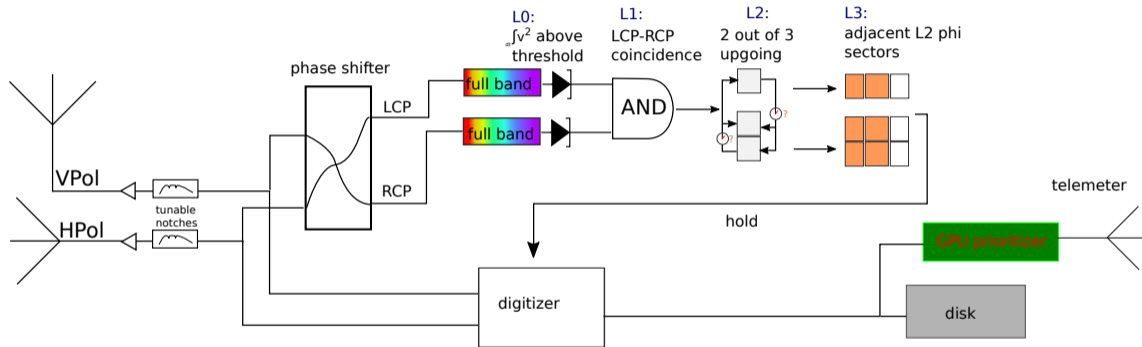 L0:
∫v² above
threshold
L1:
LCP-RCP
coincidence
L2:
2 out of 3
upgoing
L3:
adjacent L2 phi
sectors
phase shifter
LCP
RCP
full band
full band
AND
?
?
VPol
HPol
tunable
notches
hold
telemeter
GPU prioritizer
digitizer
disk